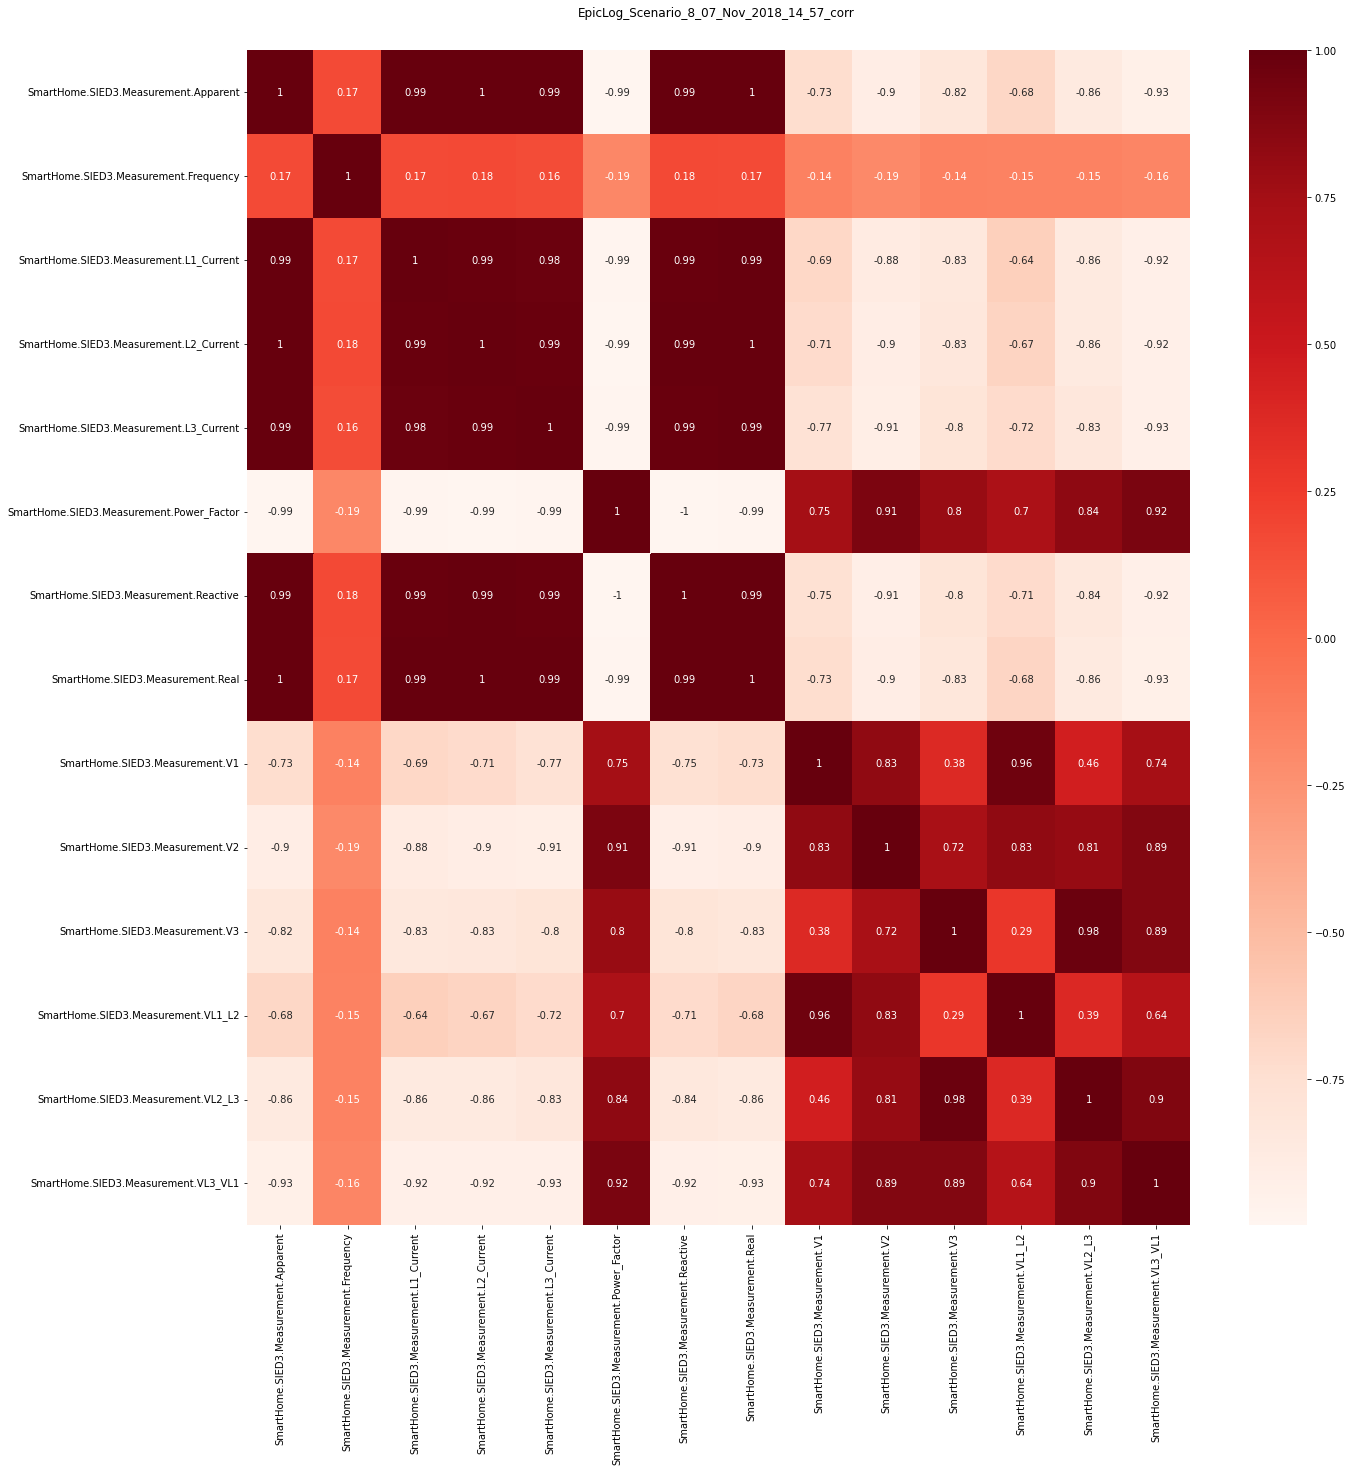 EpicLog_Scenario_8_07_Nov_2018_14_57_corr
SmartHome.SIED3.Measurement.Apparent 1 0.17 0.99 1 0.99 -0.99 0.99 1 -0.73 -0.9 -0.82 -0.68 -0.86 -0.93
SmartHome.SIED3.Measurement.Frequency 0.17 1 0.17 0.18 0.16 -0.19 0.18 0.17 -0.14 -0.19 -0.14 -0.15 -0.15 -0.16
SmartHome.SIED3.Measurement.L1_Current 0.99 0.17 1 0.99 0.98 -0.99 0.99 0.99 -0.69 -0.88 -0.83 -0.64 -0.86 -0.92
SmartHome.SIED3.Measurement.L2_Current 1 0.18 0.99 1 0.99 -0.99 0.99 1 -0.71 -0.9 -0.83 -0.67 -0.86 -0.92
SmartHome.SIED3.Measurement.L3_Current 0.99 0.16 0.98 0.99 1 -0.99 0.99 0.99 -0.77 -0.91 -0.8 -0.72 -0.83 -0.93
SmartHome.SIED3.Measurement.Power_Factor -0.99 -0.19 -0.99 -0.99 -0.99 1 -1 -0.99 0.75 0.91 0.8 0.7 0.84 0.92
SmartHome.SIED3.Measurement.Reactive 0.99 0.18 0.99 0.99 0.99 -1 1 0.99 -0.75 -0.91 -0.8 -0.71 -0.84 -0.92
SmartHome.SIED3.Measurement.Real 1 0.17 0.99 1 0.99 -0.99 0.99 1 -0.73 -0.9 -0.83 -0.68 -0.86 -0.93
SmartHome.SIED3.Measurement.V1 -0.73 -0.14 -0.69 -0.71 -0.77 0.75 -0.75 -0.73 1 0.83 0.38 0.96 0.46 0.74
SmartHome.SIED3.Measurement.V2 -0.9 -0.19 -0.88 -0.9 -0.91 0.91 -0.91 -0.9 0.83 1 0.72 0.83 0.81 0.89
SmartHome.SIED3.Measurement.V3 -0.82 -0.14 -0.83 -0.83 -0.8 0.8 -0.8 -0.83 0.38 0.72 1 0.29 0.98 0.89
SmartHome.SIED3.Measurement.VL1_L2 -0.68 -0.15 -0.64 -0.67 -0.72 0.7 -0.71 -0.68 0.96 0.83 0.29 1 0.39 0.64
SmartHome.SIED3.Measurement.VL2_L3 -0.86 -0.15 -0.86 -0.86 -0.83 0.84 -0.84 -0.86 0.46 0.81 0.98 0.39 1 0.9
SmartHome.SIED3.Measurement.VL3_VL1 -0.93 -0.16 -0.92 -0.92 -0.93 0.92 -0.92 -0.93 0.74 0.89 0.89 0.64 0.9 1
SmartHome.SIED3.Measurement.Apparent
SmartHome.SIED3.Measurement.Frequency
SmartHome.SIED3.Measurement.L1_Current
SmartHome.SIED3.Measurement.L2_Current
SmartHome.SIED3.Measurement.L3_Current
SmartHome.SIED3.Measurement.Power_Factor
SmartHome.SIED3.Measurement.Reactive
SmartHome.SIED3.Measurement.Real
SmartHome.SIED3.Measurement.V1
SmartHome.SIED3.Measurement.V2
SmartHome.SIED3.Measurement.V3
SmartHome.SIED3.Measurement.VL1_L2
SmartHome.SIED3.Measurement.VL2_L3
SmartHome.SIED3.Measurement.VL3_VL1
1.00
0.75
0.50
0.25
0.00
−0.25
−0.50
−0.75